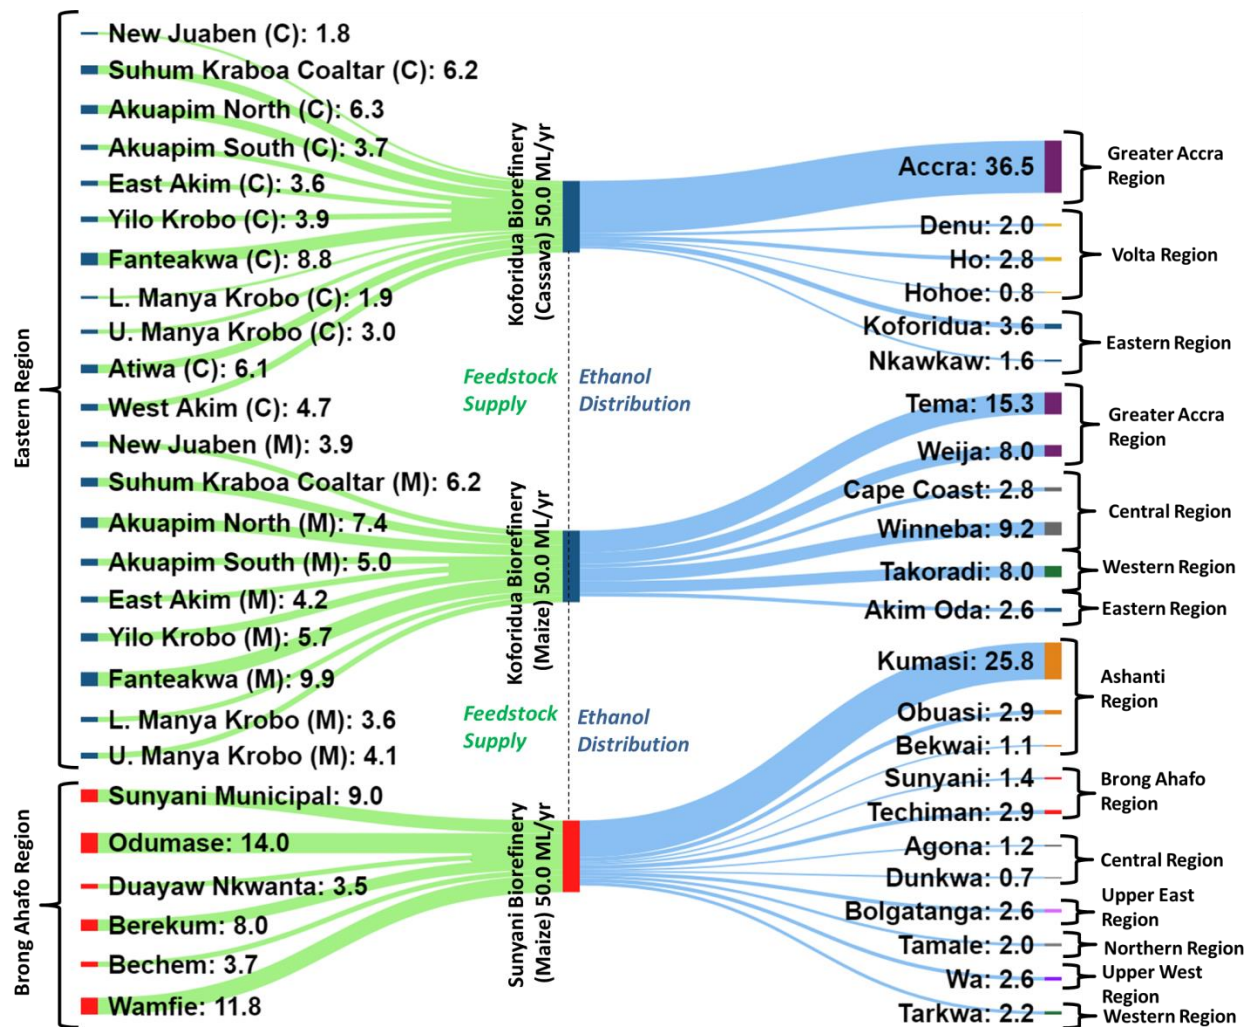 Eastern Region
New Juaben (C): 1.8
Suhum Kraboa Coaltar (C): 6.2
Akuapim North (C): 6.3
Akuapim South (C): 3.7
East Akim (C): 3.6
Yilo Krobo (C): 3.9
Fanteakwa (C): 8.8
L. Manya Krobo (C): 1.9
U. Manya Krobo (C): 3.0
Atiwa (C): 6.1
West Akim (C): 4.7
New Juaben (M): 3.9
Suhum Kraboa Coaltar (M): 6.2
Akuapim North (M): 7.4
Akuapim South (M): 5.0
East Akim (M): 4.2
Yilo Krobo (M): 5.7
Fanteakwa (M): 9.9
L. Manya Krobo (M): 3.6
U. Manya Krobo (M): 4.1
Brong Ahafo Region
Sunyani Municipal: 9.0
Odumase: 14.0
Duayaw Nkwanta: 3.5
Berekum: 8.0
Bechem: 3.7
Wamfie: 11.8
Koforidua Biorefinery
(Cassava) 50.0 ML/yr
Feedstock
Supply
Ethanol
Distribution
Koforidua Biorefinery
(Maize) 50.0 ML/yr
Feedstock
Supply
Ethanol
Distribution
Sunyani Biorefinery
(Maize) 50.0 ML/yr
Accra: 36.5
Greater Accra
Region
Denu: 2.0
Ho: 2.8
Hohoe: 0.8
Volta Region
Koforidua: 3.6
Nkawkaw: 1.6
Eastern Region
Tema: 15.3
Weija: 8.0
Greater Accra
Region
Cape Coast: 2.8
Winneba: 9.2
Central Region
Takoradi: 8.0
Western Region
Akim Oda: 2.6
Eastern Region
Kumasi: 25.8
Obuasi: 2.9
Bekwai: 1.1
Ashanti
Region
Sunyani: 1.4
Techiman: 2.9
Brong Ahafo
Region
Agona: 1.2
Dunkwa: 0.7
Central Region
Bolgatanga: 2.6
Upper East
Region
Tamale: 2.0
Northern Region
Wa: 2.6
Upper West
Region
Tarkwa: 2.2
Western Region